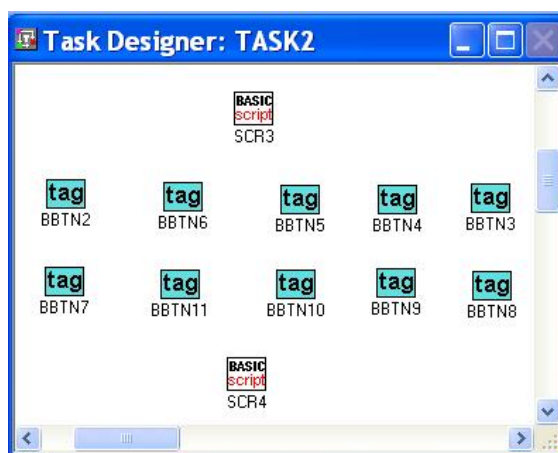 Task Designer: TASK2
BASIC
script
SCR3
tag tag tag tag tag
BBTN2 BBTN6 BBTN5 BBTN4 BBTN3
tag tag tag tag tag
BBTN7 BBTN11 BBTN10 BBTN9 BBTN8
BASIC
script
SCR4